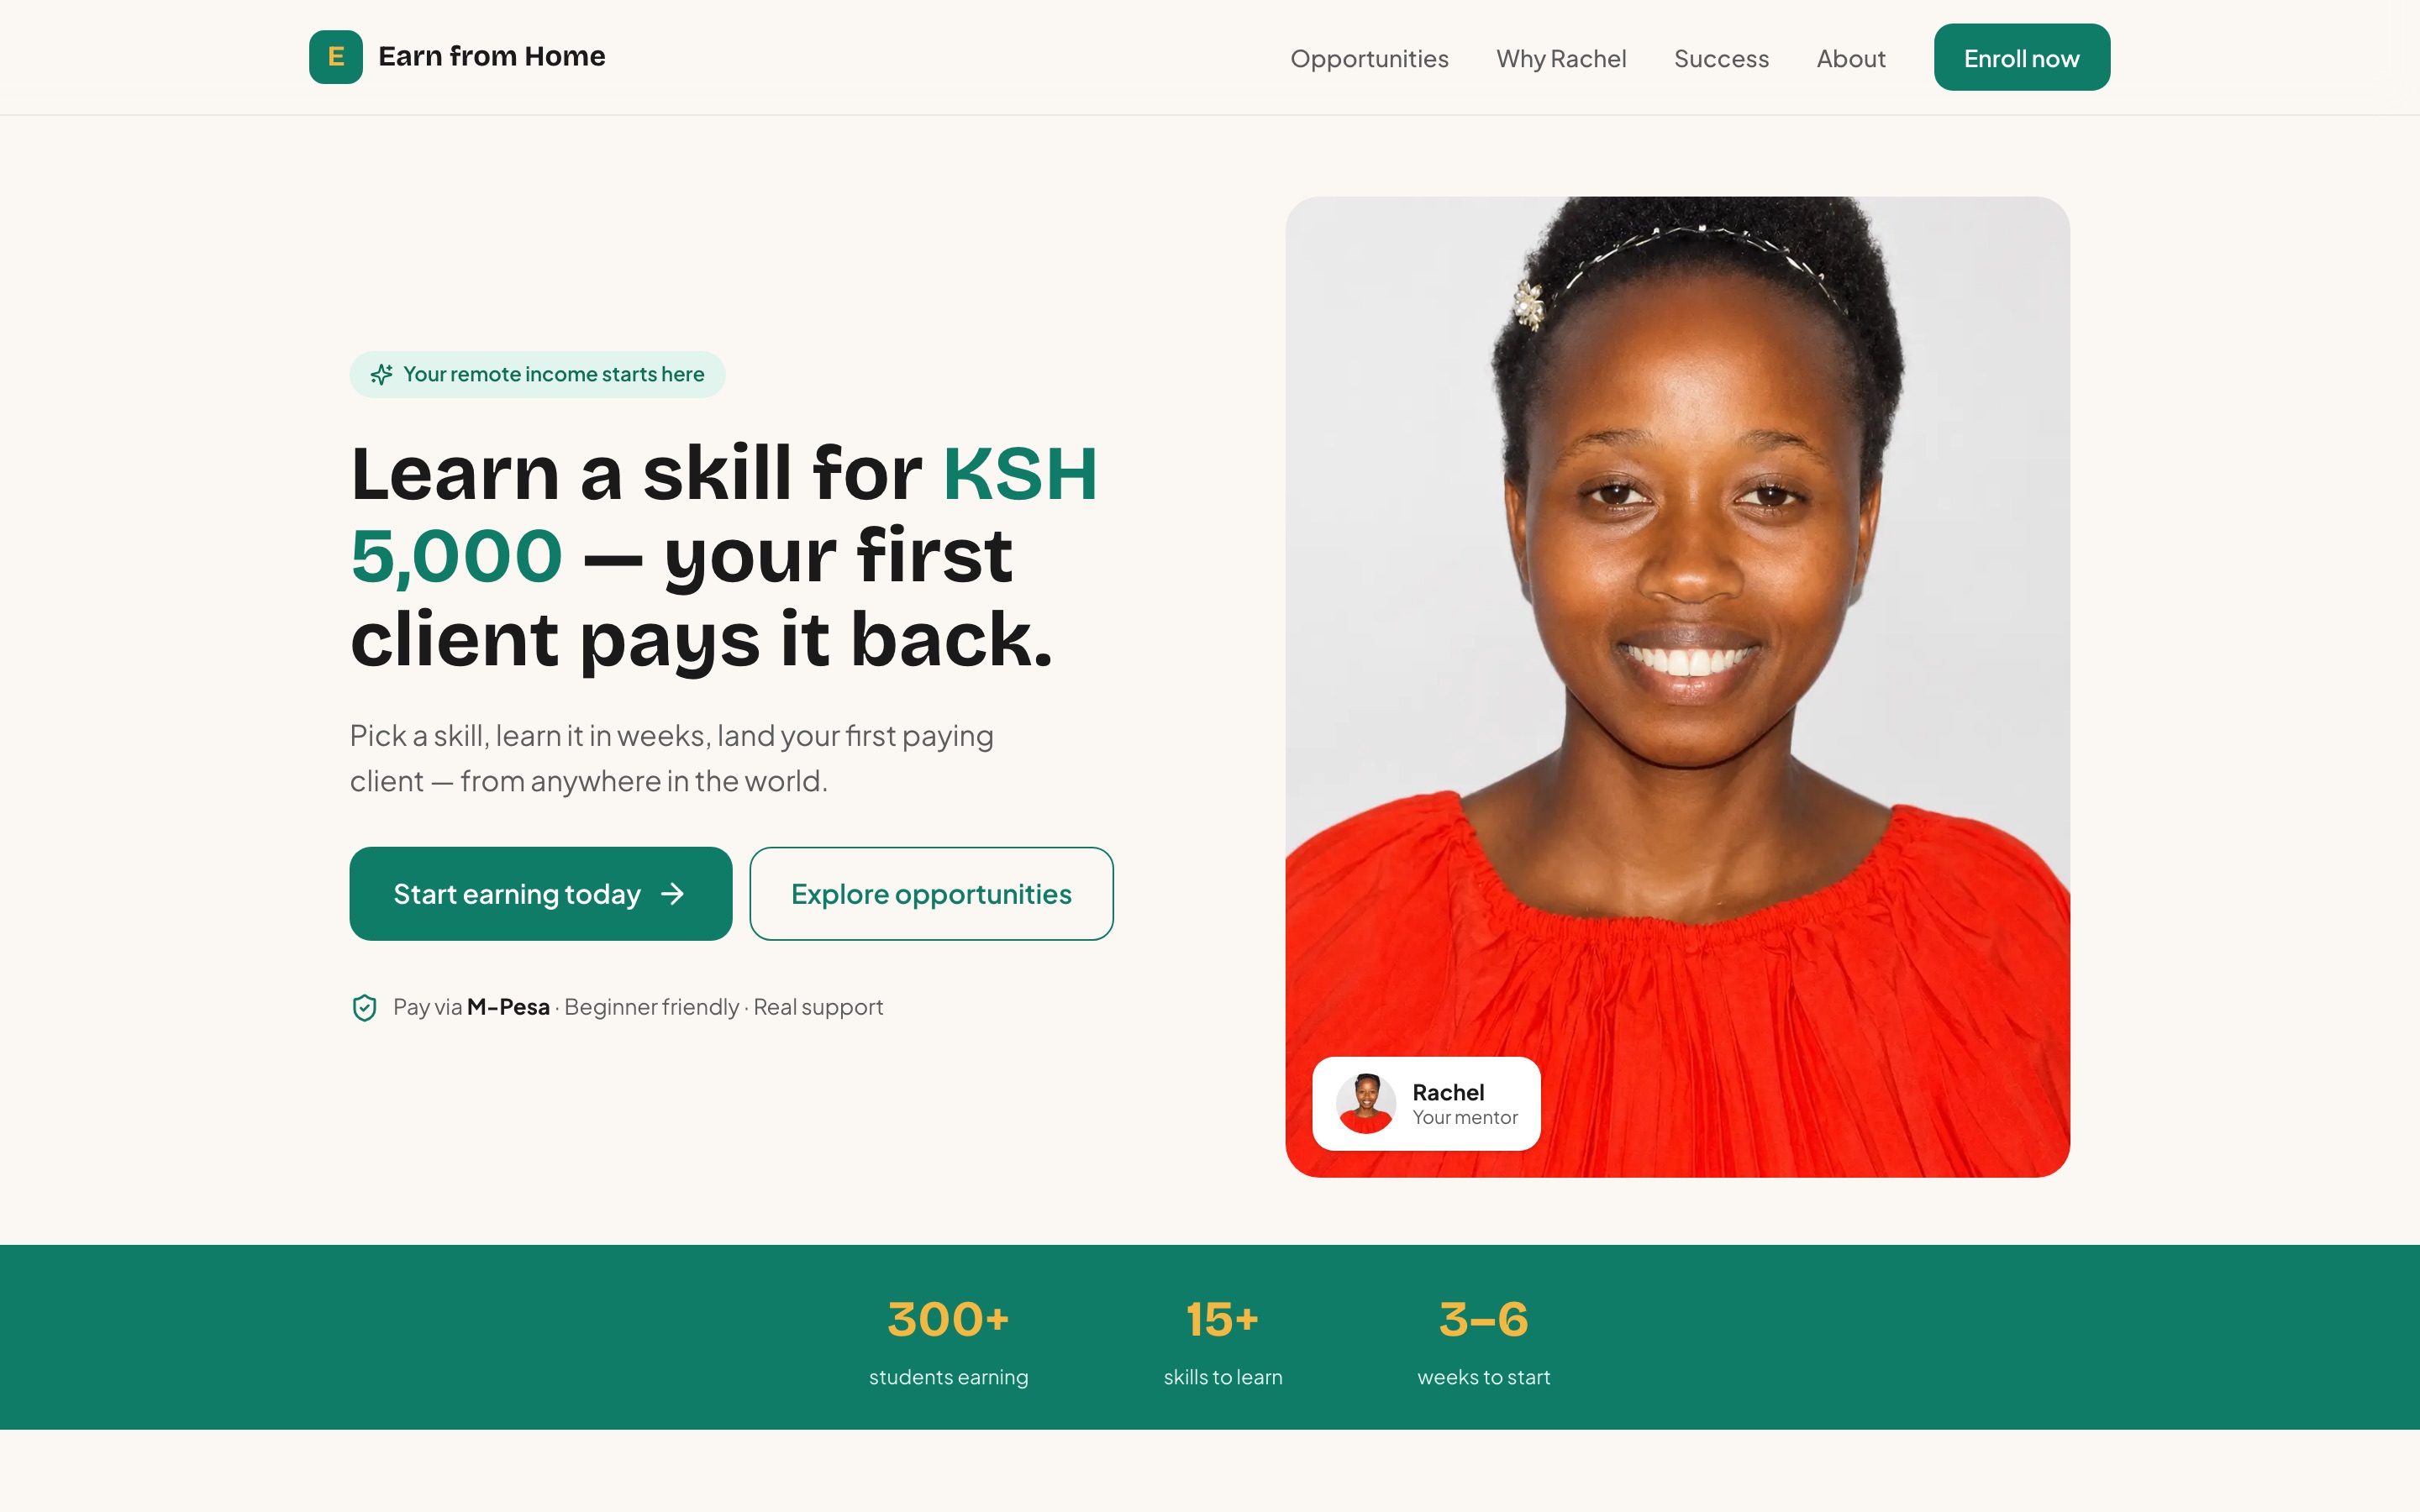 E
Earn from Home
Opportunities
Why Rachel
Success
About
Enroll now
Your remote income starts here
Learn a skill for KSH
5,000 — your first
client pays it back.
Pick a skill, learn it in weeks, land your first paying
client — from anywhere in the world.
Start earning today →
Explore opportunities
Pay via M-Pesa · Beginner friendly · Real support
Rachel
Your mentor
300+
students earning
15+
skills to learn
3–6
weeks to start